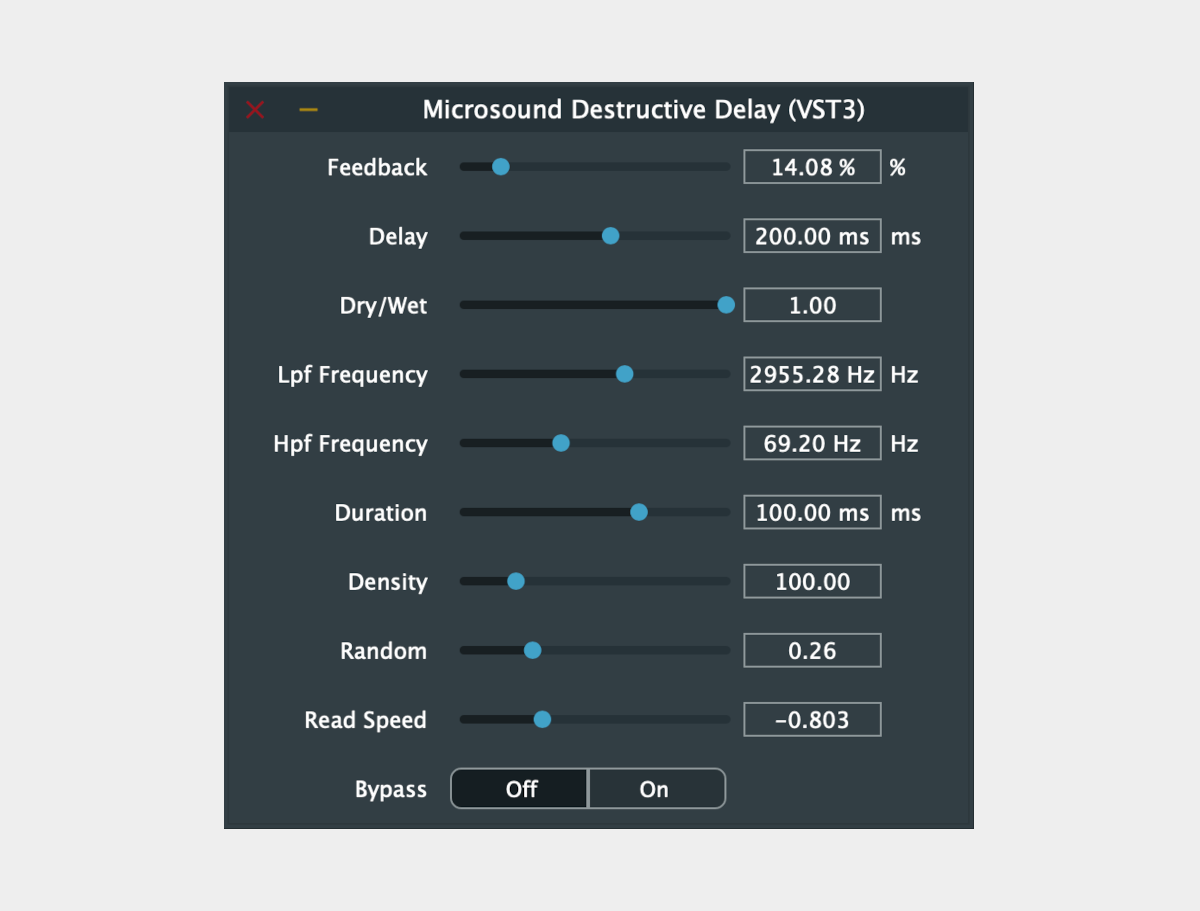 Microsound Destructive Delay (VST3)
Feedback 14.08 % %
Delay 200.00 ms ms
Dry/Wet 1.00
Lpf Frequency 2955.28 Hz Hz
Hpf Frequency 69.20 Hz Hz
Duration 100.00 ms ms
Density 100.00
Random 0.26
Read Speed -0.803
Bypass Off On